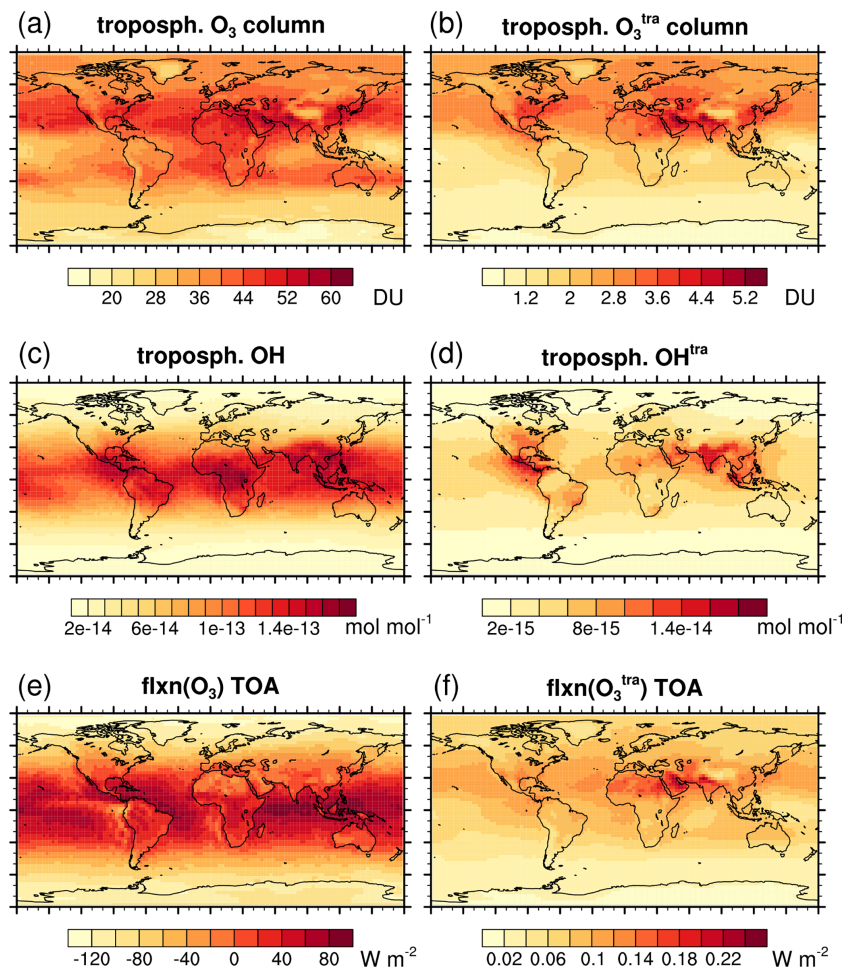 (a) troposph. O₃ column
(b) troposph. O₃ᵗʳᵃ column
20 28 36 44 52 60 DU
1.2 2 2.8 3.6 4.4 5.2 DU
(c) troposph. OH
(d) troposph. OHᵗʳᵃ
2e-14 6e-14 1e-13 1.4e-13 mol mol⁻¹
2e-15 8e-15 1.4e-14 mol mol⁻¹
(e) flxn(O₃) TOA
(f) flxn(O₃ᵗʳᵃ) TOA
-120 -80 -40 0 40 80 W m⁻²
0.02 0.06 0.1 0.14 0.18 0.22 W m⁻²